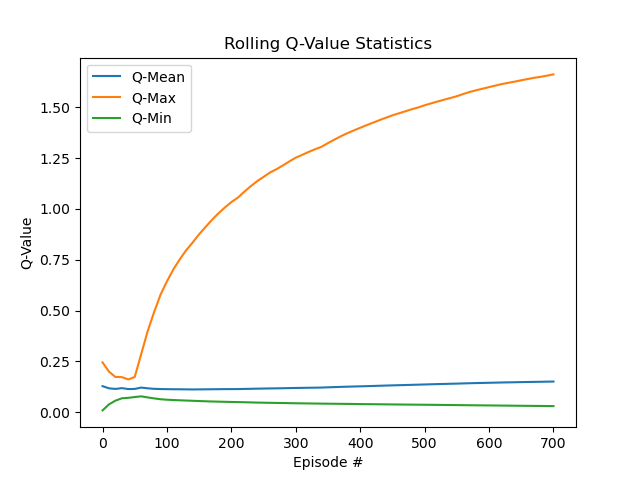 Rolling Q-Value Statistics
Q-Mean
Q-Max
Q-Min
Q-Value
1.50
1.25
1.00
0.75
0.50
0.25
0.00
0 100 200 300 400 500 600 700
Episode #